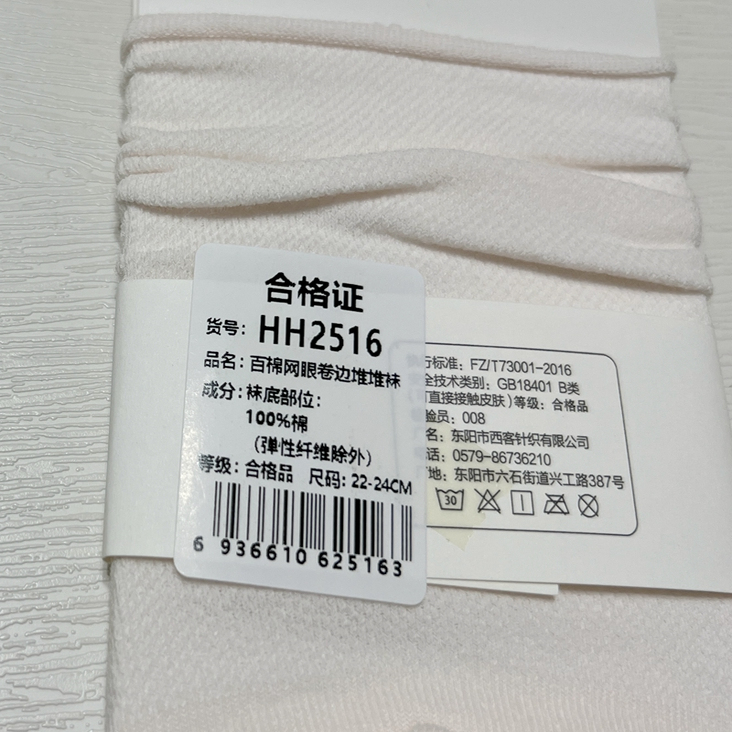 合格证
货号: HH2516
品名: 百棉网眼卷边堆堆袜
成分: 袜底部位:
100%棉
(弹性纤维除外)
等级: 合格品 尺码: 22-24CM
6 936610 625163
行标准: FZ/T73001-2016
全技术类别: GB18401 B类
可直接接触皮肤)等级: 合格品
验员: 008
名: 东阳市西客针织有限公司
话: 0579-86736210
地: 东阳市六石街道兴工路387号
30